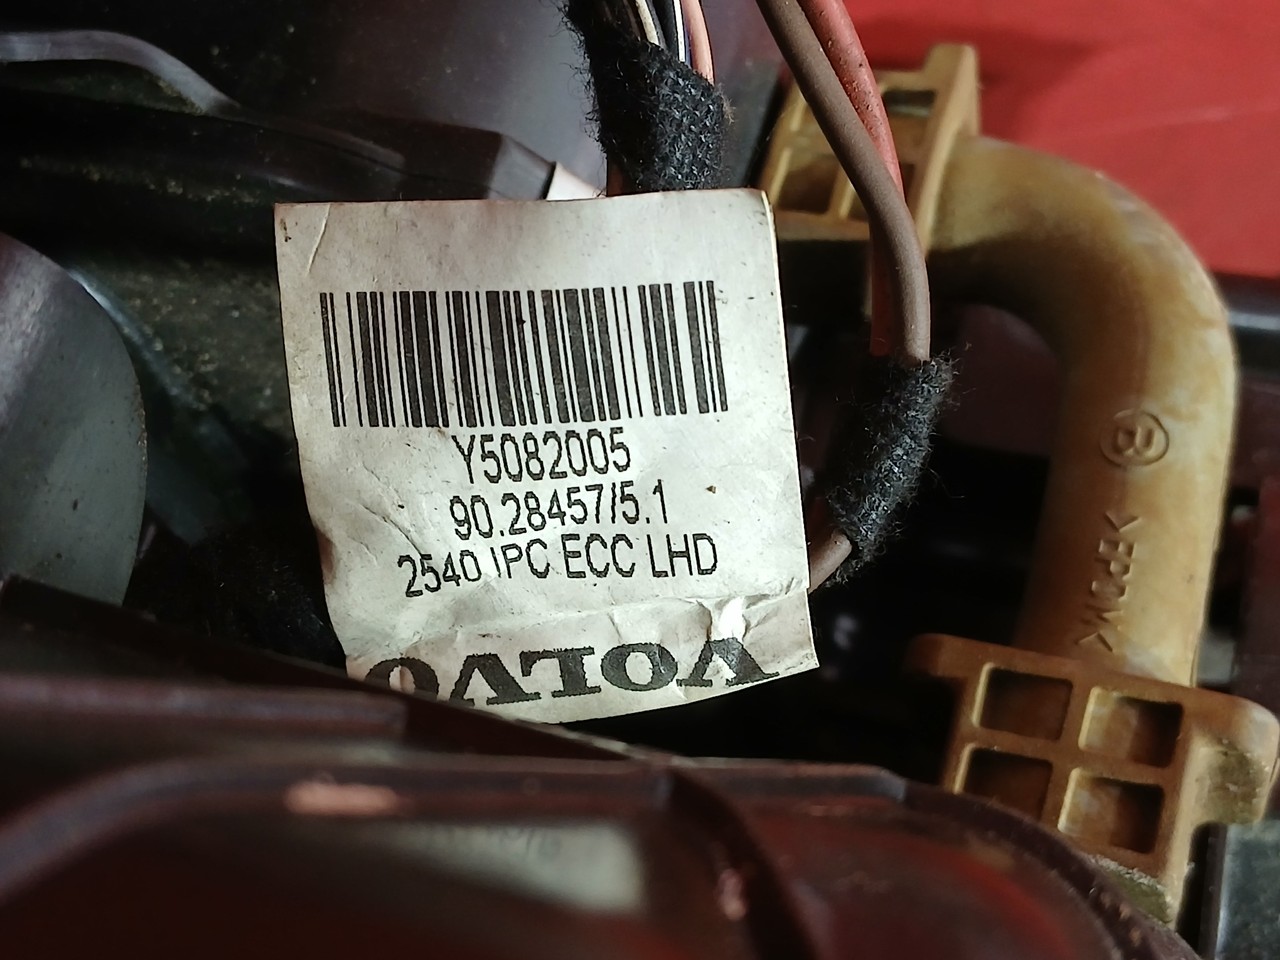 Y5082005
90.28457/5.1
2540 IPC ECC LHD
VOLVO
B